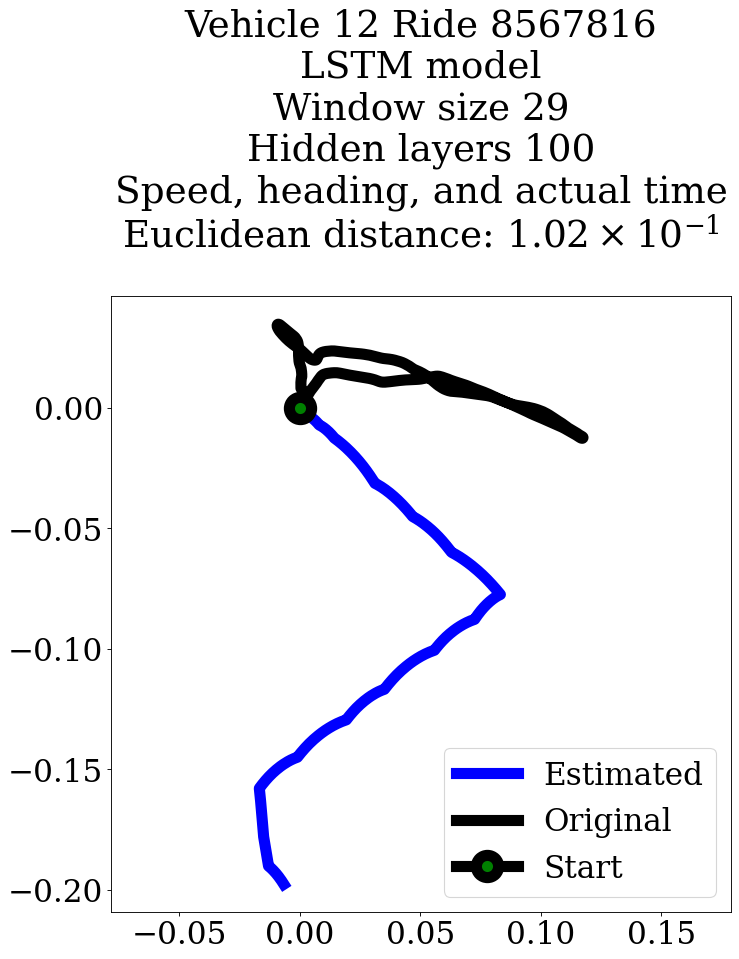 Vehicle 12 Ride 8567816
LSTM model
Window size 29
Hidden layers 100
Speed, heading, and actual time
Euclidean distance: 1.02 × 10⁻¹
0.00
−0.05
−0.10
−0.15
−0.20
Estimated
Original
Start
−0.05 0.00 0.05 0.10 0.15